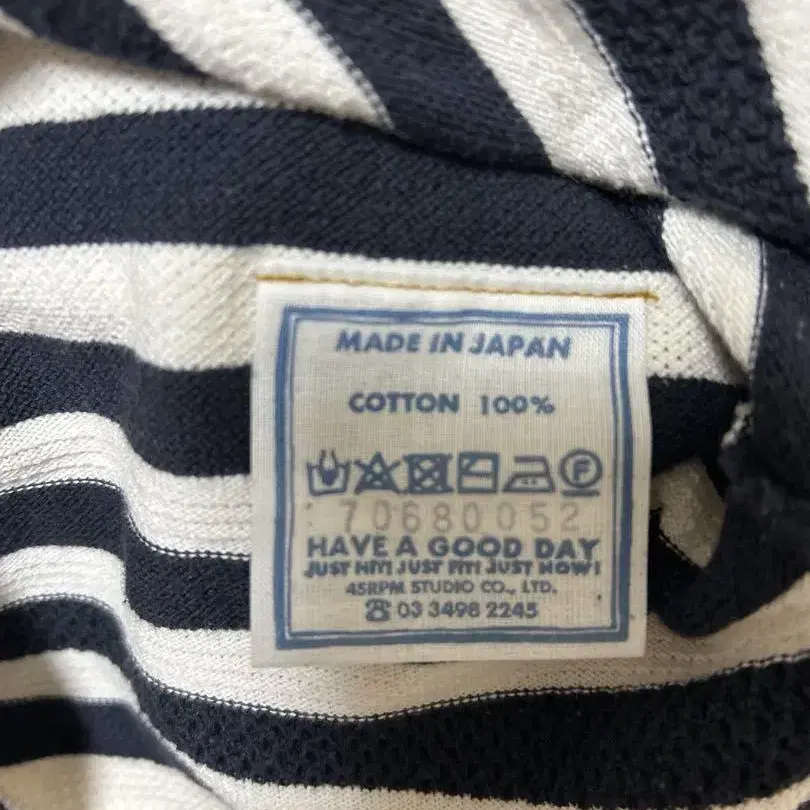 MADE IN JAPAN
COTTON 100%
F
70680052
HAVE A GOOD DAY
JUST HIT! JUST FIT! JUST NOW!
45RPM STUDIO CO., LTD.
☎ 03 3498 2245